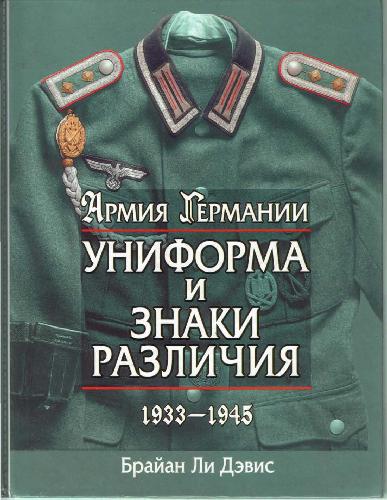 Армия Германии
УНИФОРМА
И
ЗНАКИ
РАЗЛИЧИЯ
1933–1945
Брайан Ли Дэвис